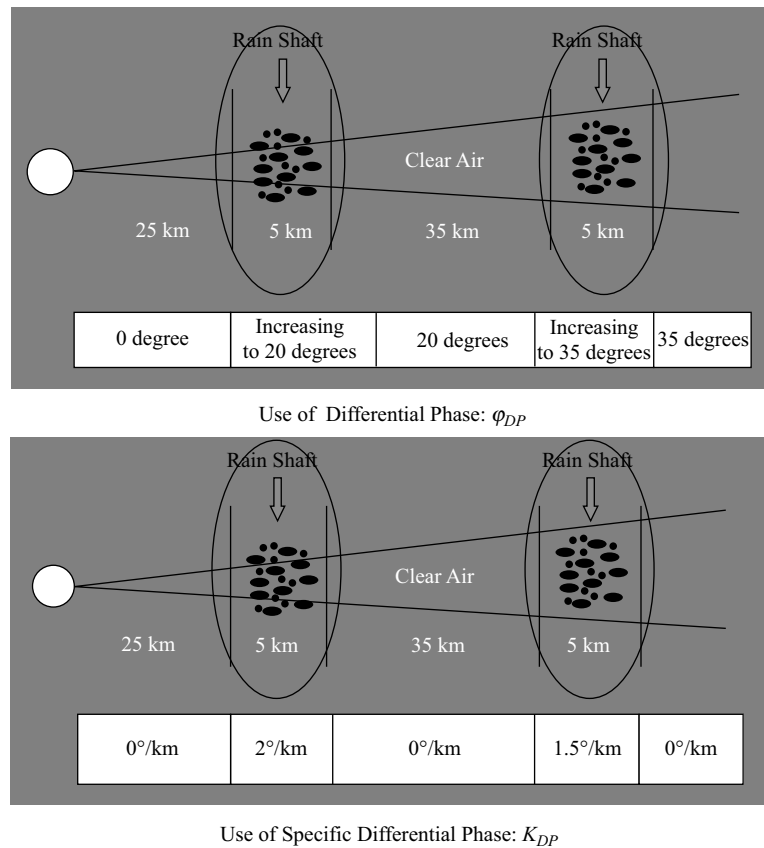 Rain Shaft Rain Shaft
Clear Air
25 km 5 km 35 km 5 km
0 degree Increasing to 20 degrees 20 degrees Increasing to 35 degrees 35 degrees
Use of Differential Phase: φDP
Rain Shaft Rain Shaft
Clear Air
25 km 5 km 35 km 5 km
0°/km 2°/km 0°/km 1.5°/km 0°/km
Use of Specific Differential Phase: KDP